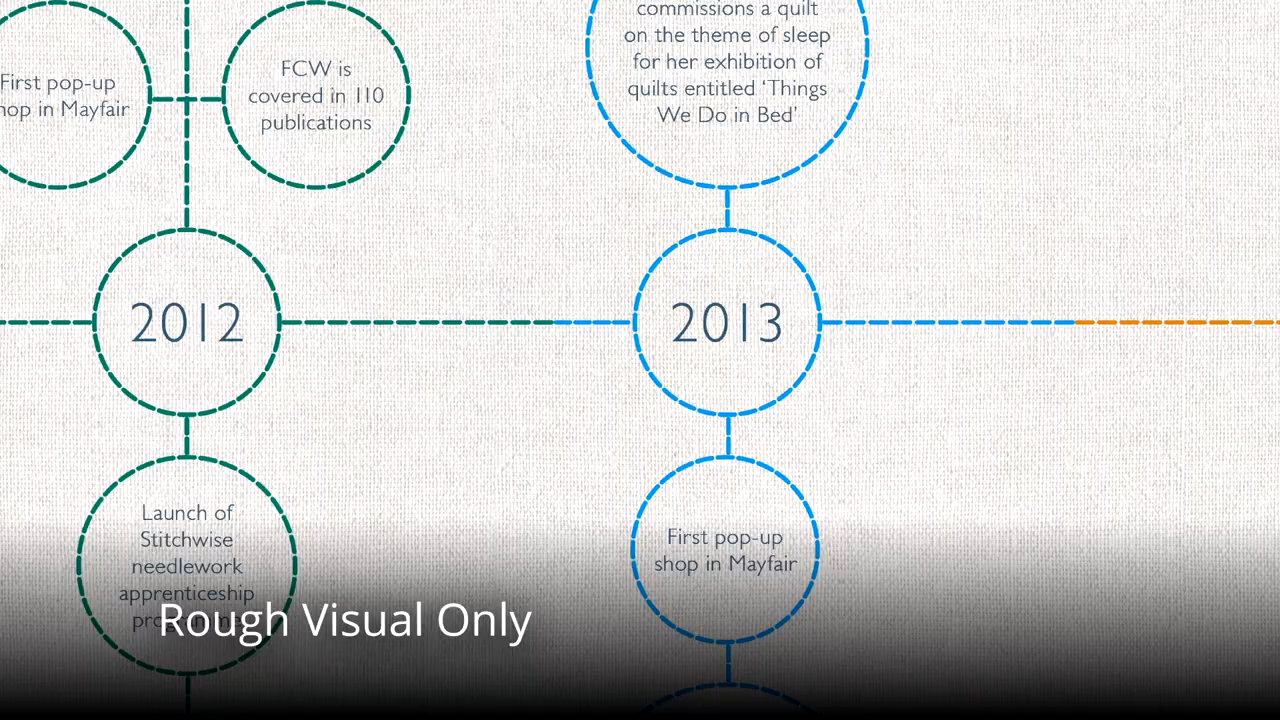 commissions a quilt
on the theme of sleep
for her exhibition of
quilts entitled ‘Things
We Do in Bed’
First pop-up
hop in Mayfair
FCW is
covered in 110
publications
2012
2013
Launch of
Stitchwise
needlework
apprenticeship
First pop-up
shop in Mayfair
Rough Visual Only